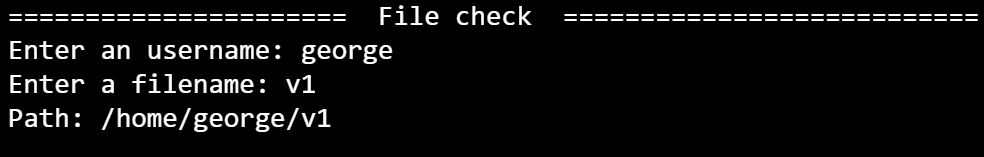 ======================  File check  ===========================
Enter an username: george
Enter a filename: v1
Path: /home/george/v1